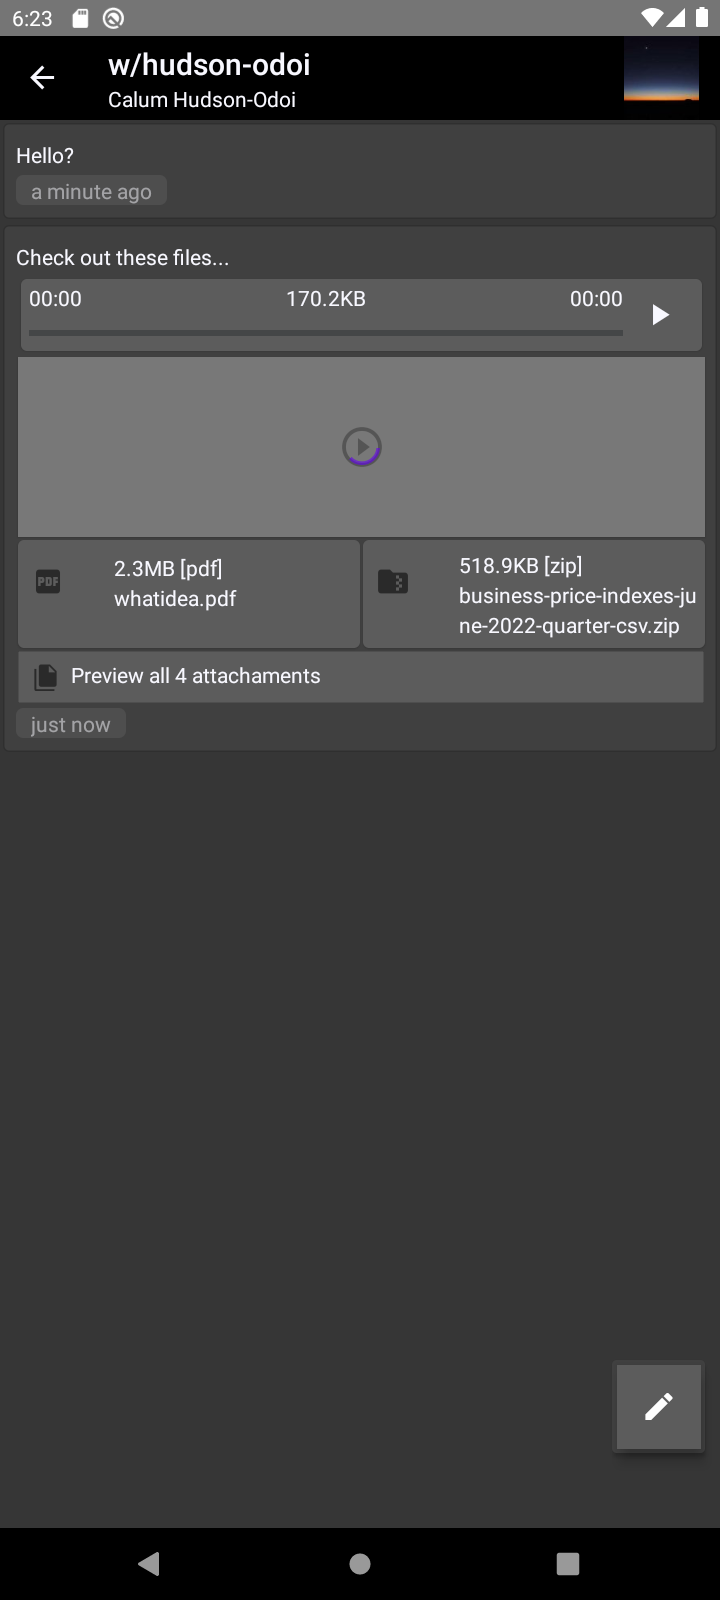 6:23
w/hudson-odoi
Calum Hudson-Odoi
Hello?
a minute ago
Check out these files...
00:00 170.2KB 00:00
PDF
2.3MB [pdf]
whatidea.pdf
518.9KB [zip]
business-price-indexes-ju
ne-2022-quarter-csv.zip
Preview all 4 attachaments
just now